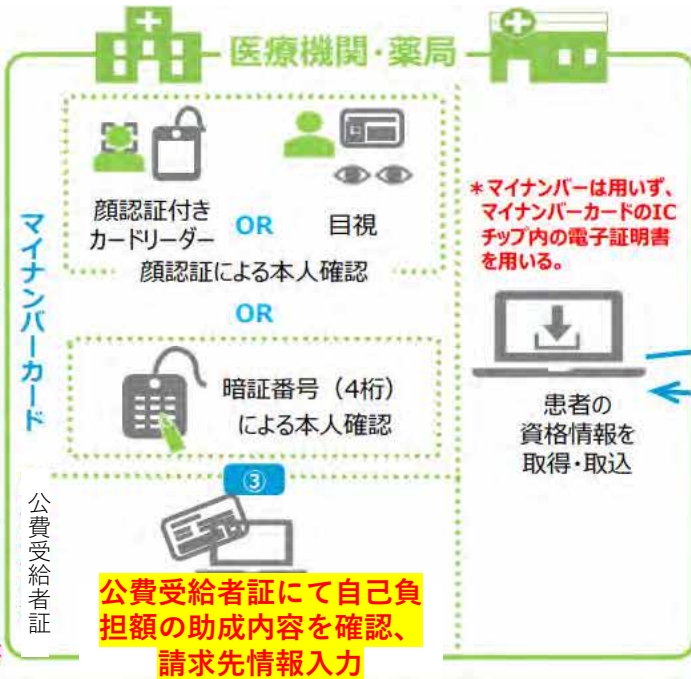 医療機関・薬局
マイナンバーカード
顔認証付き
カードリーダー
OR
目視
顔認証による本人確認
OR
暗証番号（4桁）
による本人確認
＊マイナンバーは用いず、
マイナンバーカードのIC
チップ内の電子証明書
を用いる。
患者の
資格情報を
取得・取込
公費受給者証
③
公費受給者証にて自己負
担額の助成内容を確認、
請求先情報入力